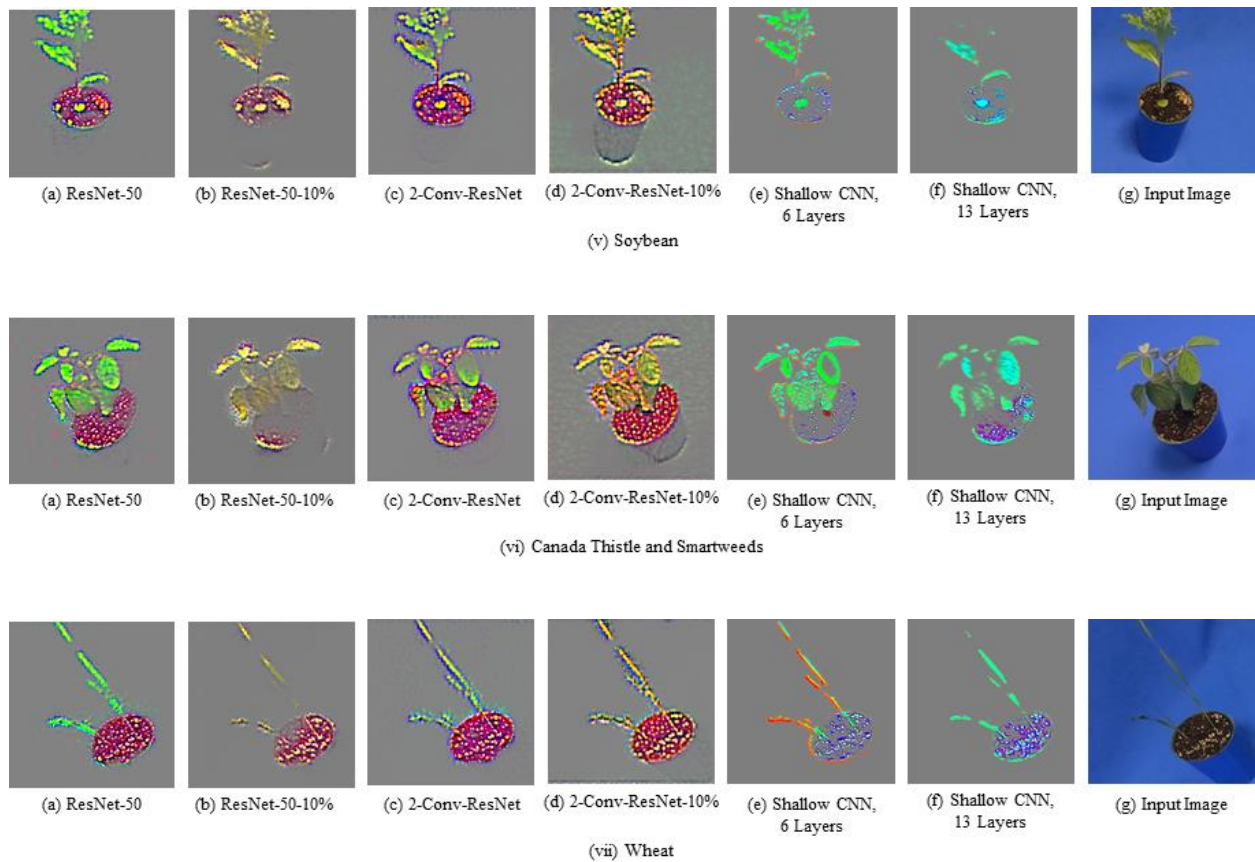 (a) ResNet-50
(b) ResNet-50-10%
(c) 2-Conv-ResNet
(d) 2-Conv-ResNet-10%
(e) Shallow CNN,
6 Layers
(f) Shallow CNN,
13 Layers
(g) Input Image
(v) Soybean
(a) ResNet-50
(b) ResNet-50-10%
(c) 2-Conv-ResNet
(d) 2-Conv-ResNet-10%
(e) Shallow CNN,
6 Layers
(f) Shallow CNN,
13 Layers
(g) Input Image
(vi) Canada Thistle and Smartweeds
(a) ResNet-50
(b) ResNet-50-10%
(c) 2-Conv-ResNet
(d) 2-Conv-ResNet-10%
(e) Shallow CNN,
6 Layers
(f) Shallow CNN,
13 Layers
(g) Input Image
(vii) Wheat